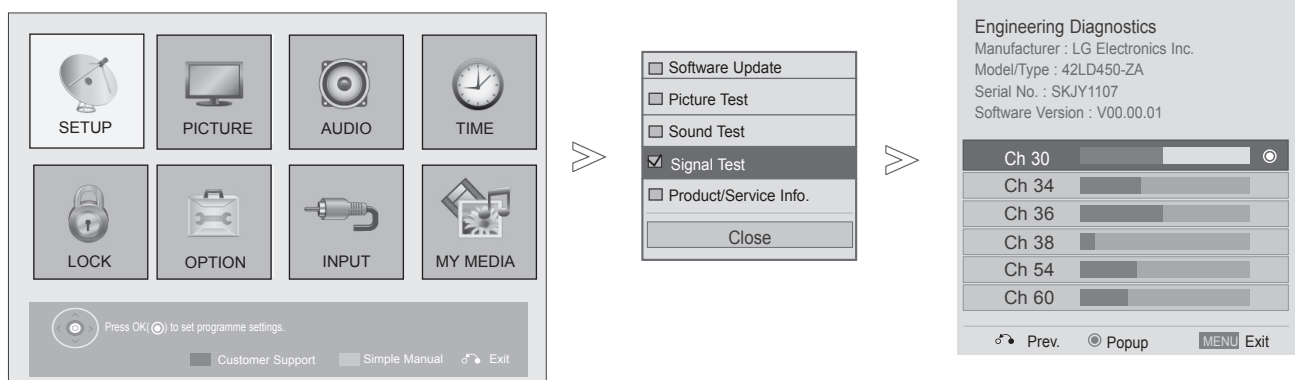 SETUP PICTURE AUDIO TIME
LOCK OPTION INPUT MY MEDIA
Press OK( ) to set programme settings.
Customer Support Simple Manual Exit
Software Update
Picture Test
Sound Test
Signal Test
Product/Service Info.
Close
Engineering Diagnostics
Manufacturer : LG Electronics Inc.
Model/Type : 42LD450-ZA
Serial No. : SKJY1107
Software Version : V00.00.01
Ch 30
Ch 34
Ch 36
Ch 38
Ch 54
Ch 60
Prev. Popup MENU Exit